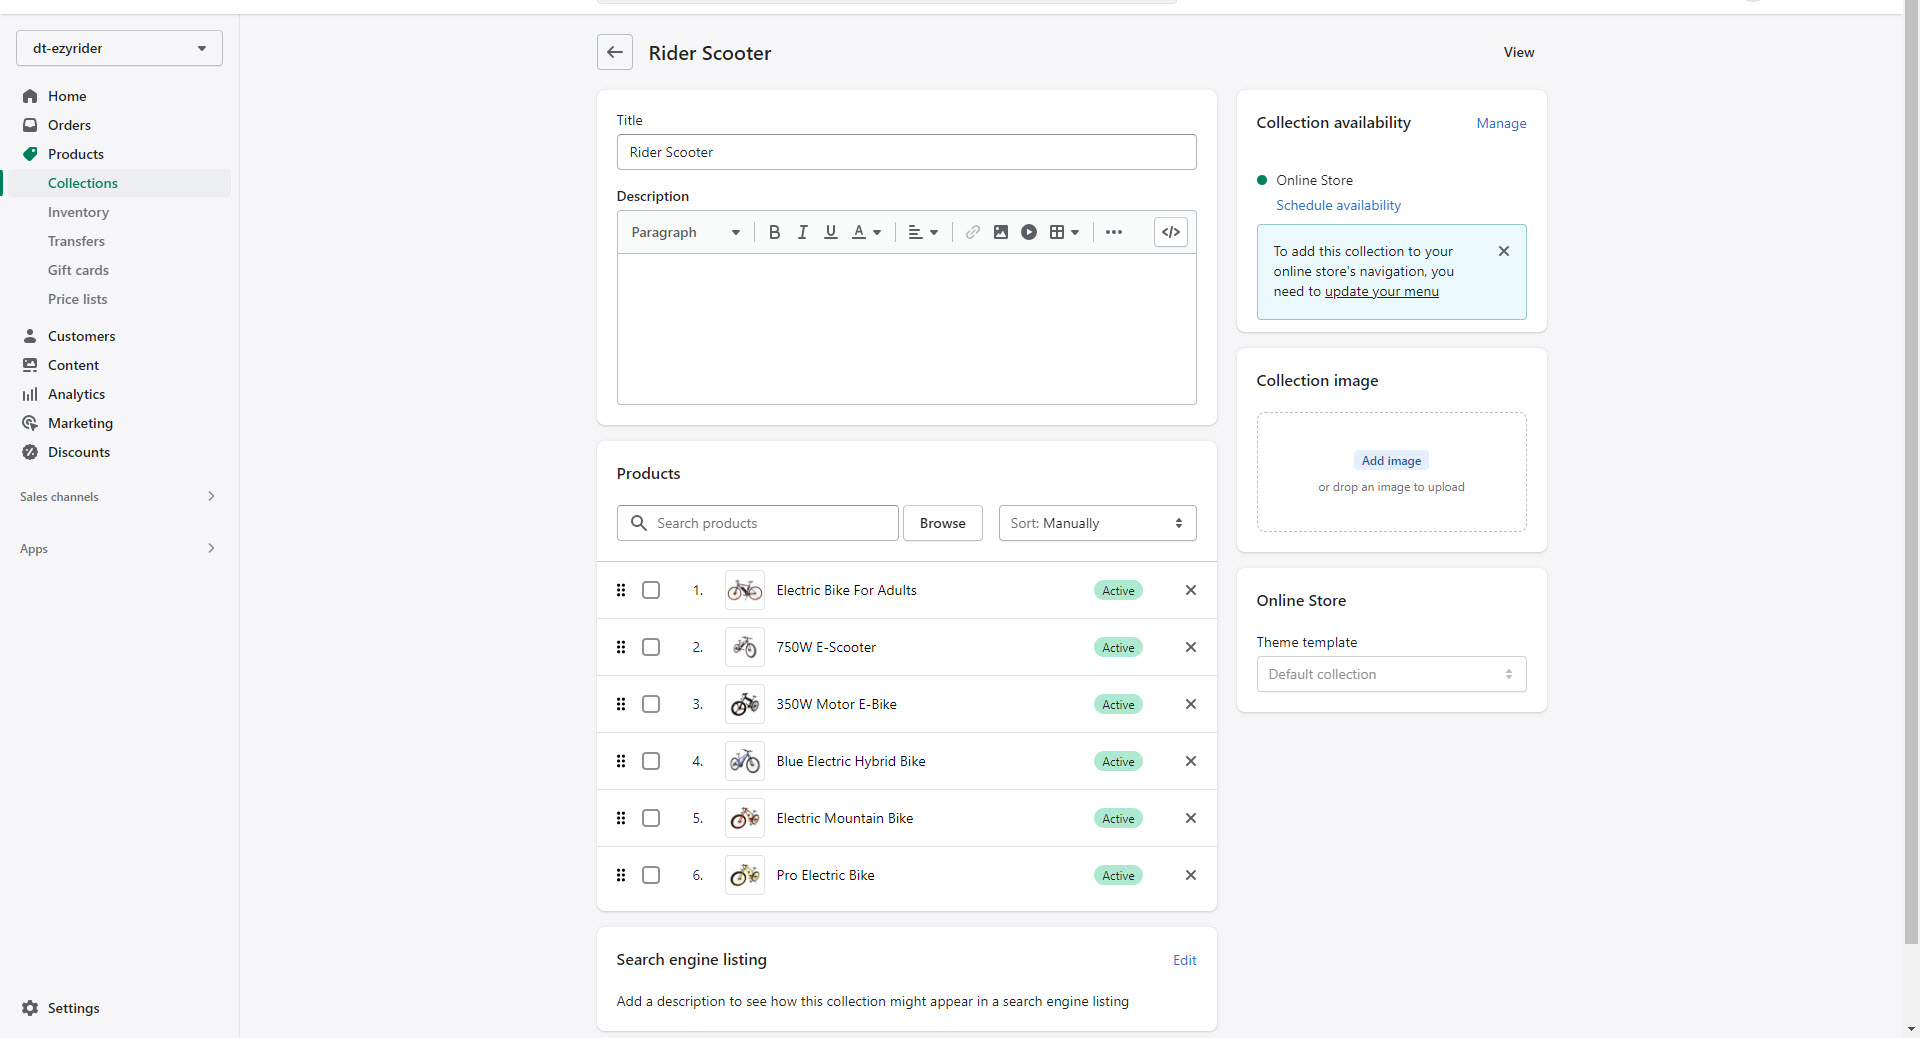 dt-ezyrider
Home
Orders
Products
Collections
Inventory
Transfers
Gift cards
Price lists
Customers
Content
Analytics
Marketing
Discounts
Sales channels
Apps
Settings
Rider Scooter
View
Title
Rider Scooter
Description
Paragraph
B I U A </>
Products
Search products
Browse
Sort: Manually
1. Electric Bike For Adults Active
2. 750W E-Scooter Active
3. 350W Motor E-Bike Active
4. Blue Electric Hybrid Bike Active
5. Electric Mountain Bike Active
6. Pro Electric Bike Active
Search engine listing
Edit
Add a description to see how this collection might appear in a search engine listing
Collection availability
Manage
Online Store
Schedule availability
To add this collection to your
online store's navigation, you
need to update your menu
Collection image
Add image
or drop an image to upload
Online Store
Theme template
Default collection